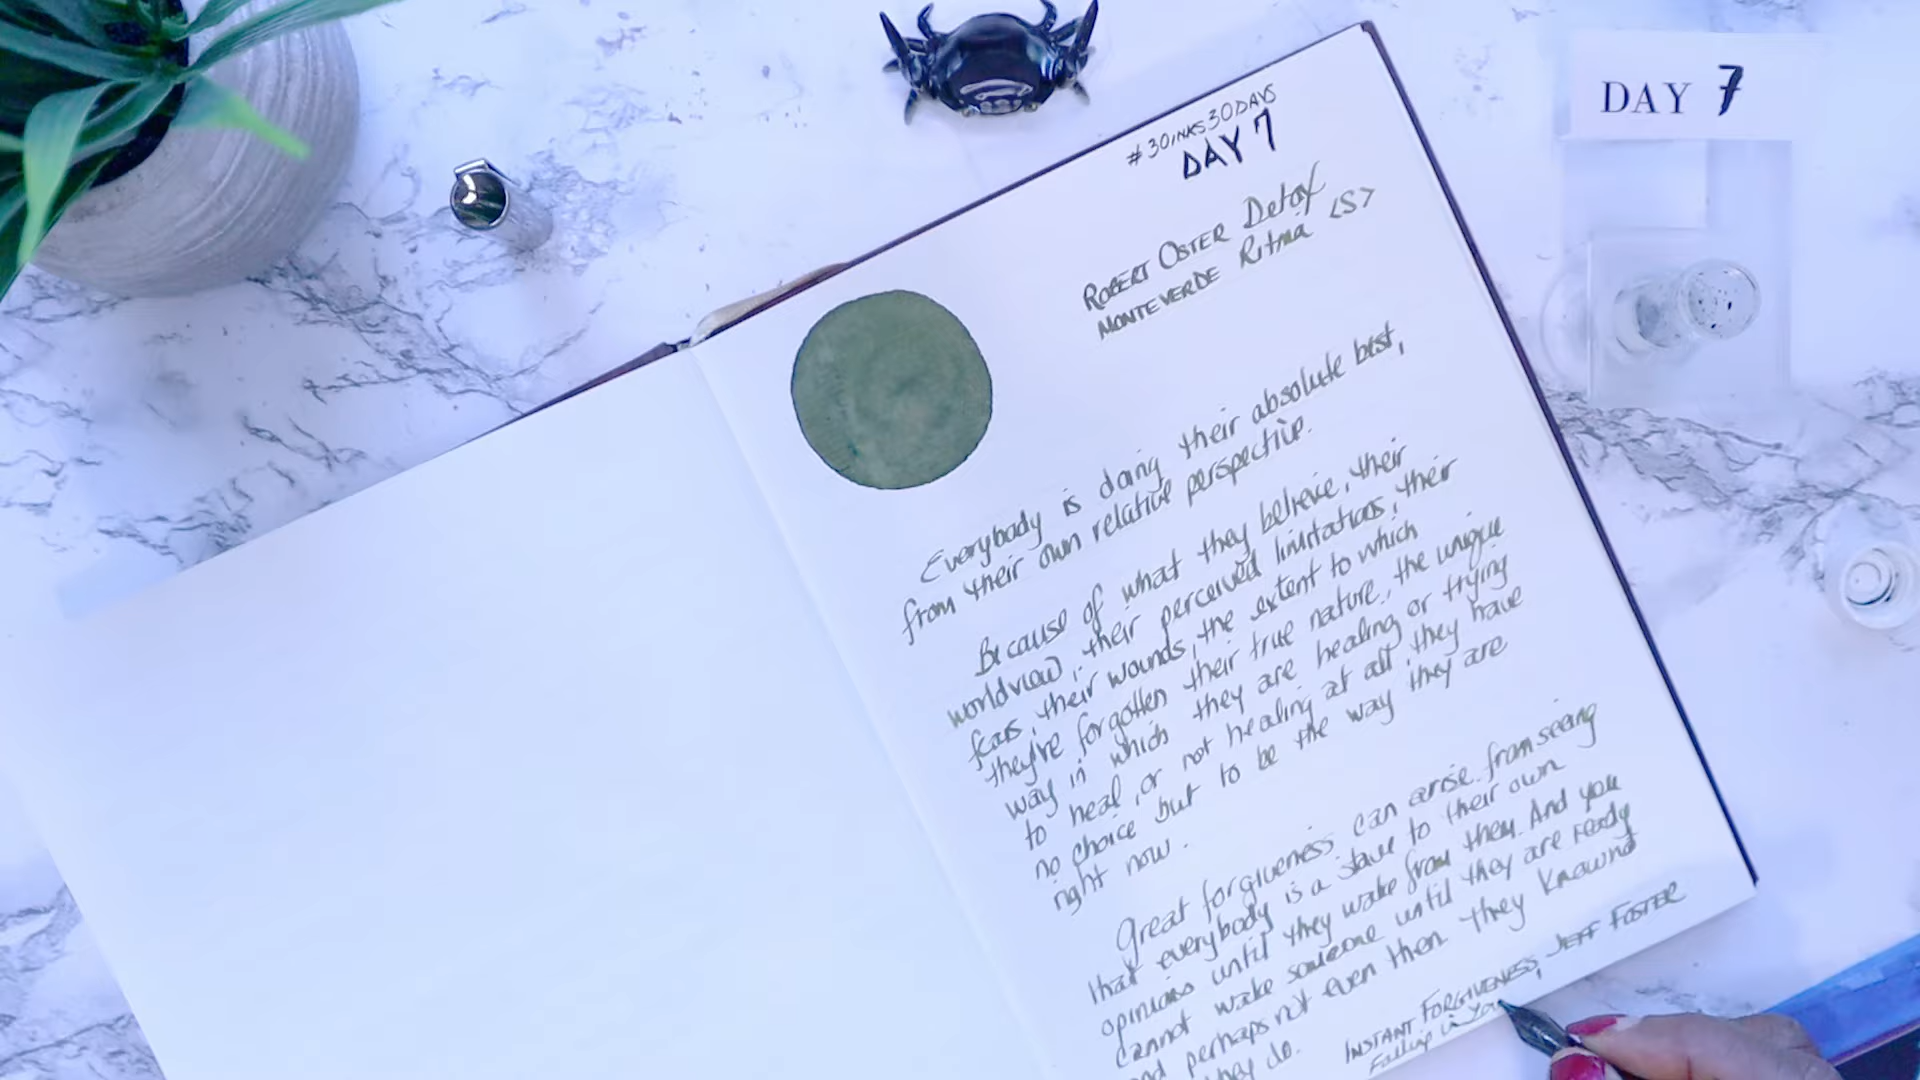 DAY 7
#30INKS30DAYS
DAY 7
ROBERT OSTER Detox
MONTEVERDE Ritma <S>
Everybody is doing their absolute best,
from their own relative perspective.
Because of what they believe, their
worldview, their perceived limitations, their
fears, their wounds, the extent to which
they've forgotten their true nature, the unique
way in which they are healing or trying
to heal, or not healing at all, they have
no choice but to be the way they are
right now.
Great forgiveness can arise from seeing
that everybody is a slave to their own
opinions until they wake from them. And you
cannot wake someone until they are ready
and perhaps not even then they
they do.
INSTANT FORGIVENESS, JEFF FOSTER
Falling in